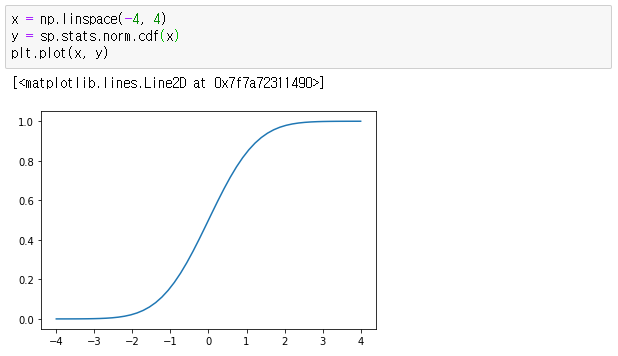 x = np.linspace(-4, 4)
y = sp.stats.norm.cdf(x)
plt.plot(x, y)
[<matplotlib.lines.Line2D at 0x7f7a72311490>]
1.0
0.8
0.6
0.4
0.2
0.0
−4 −3 −2 −1 0 1 2 3 4